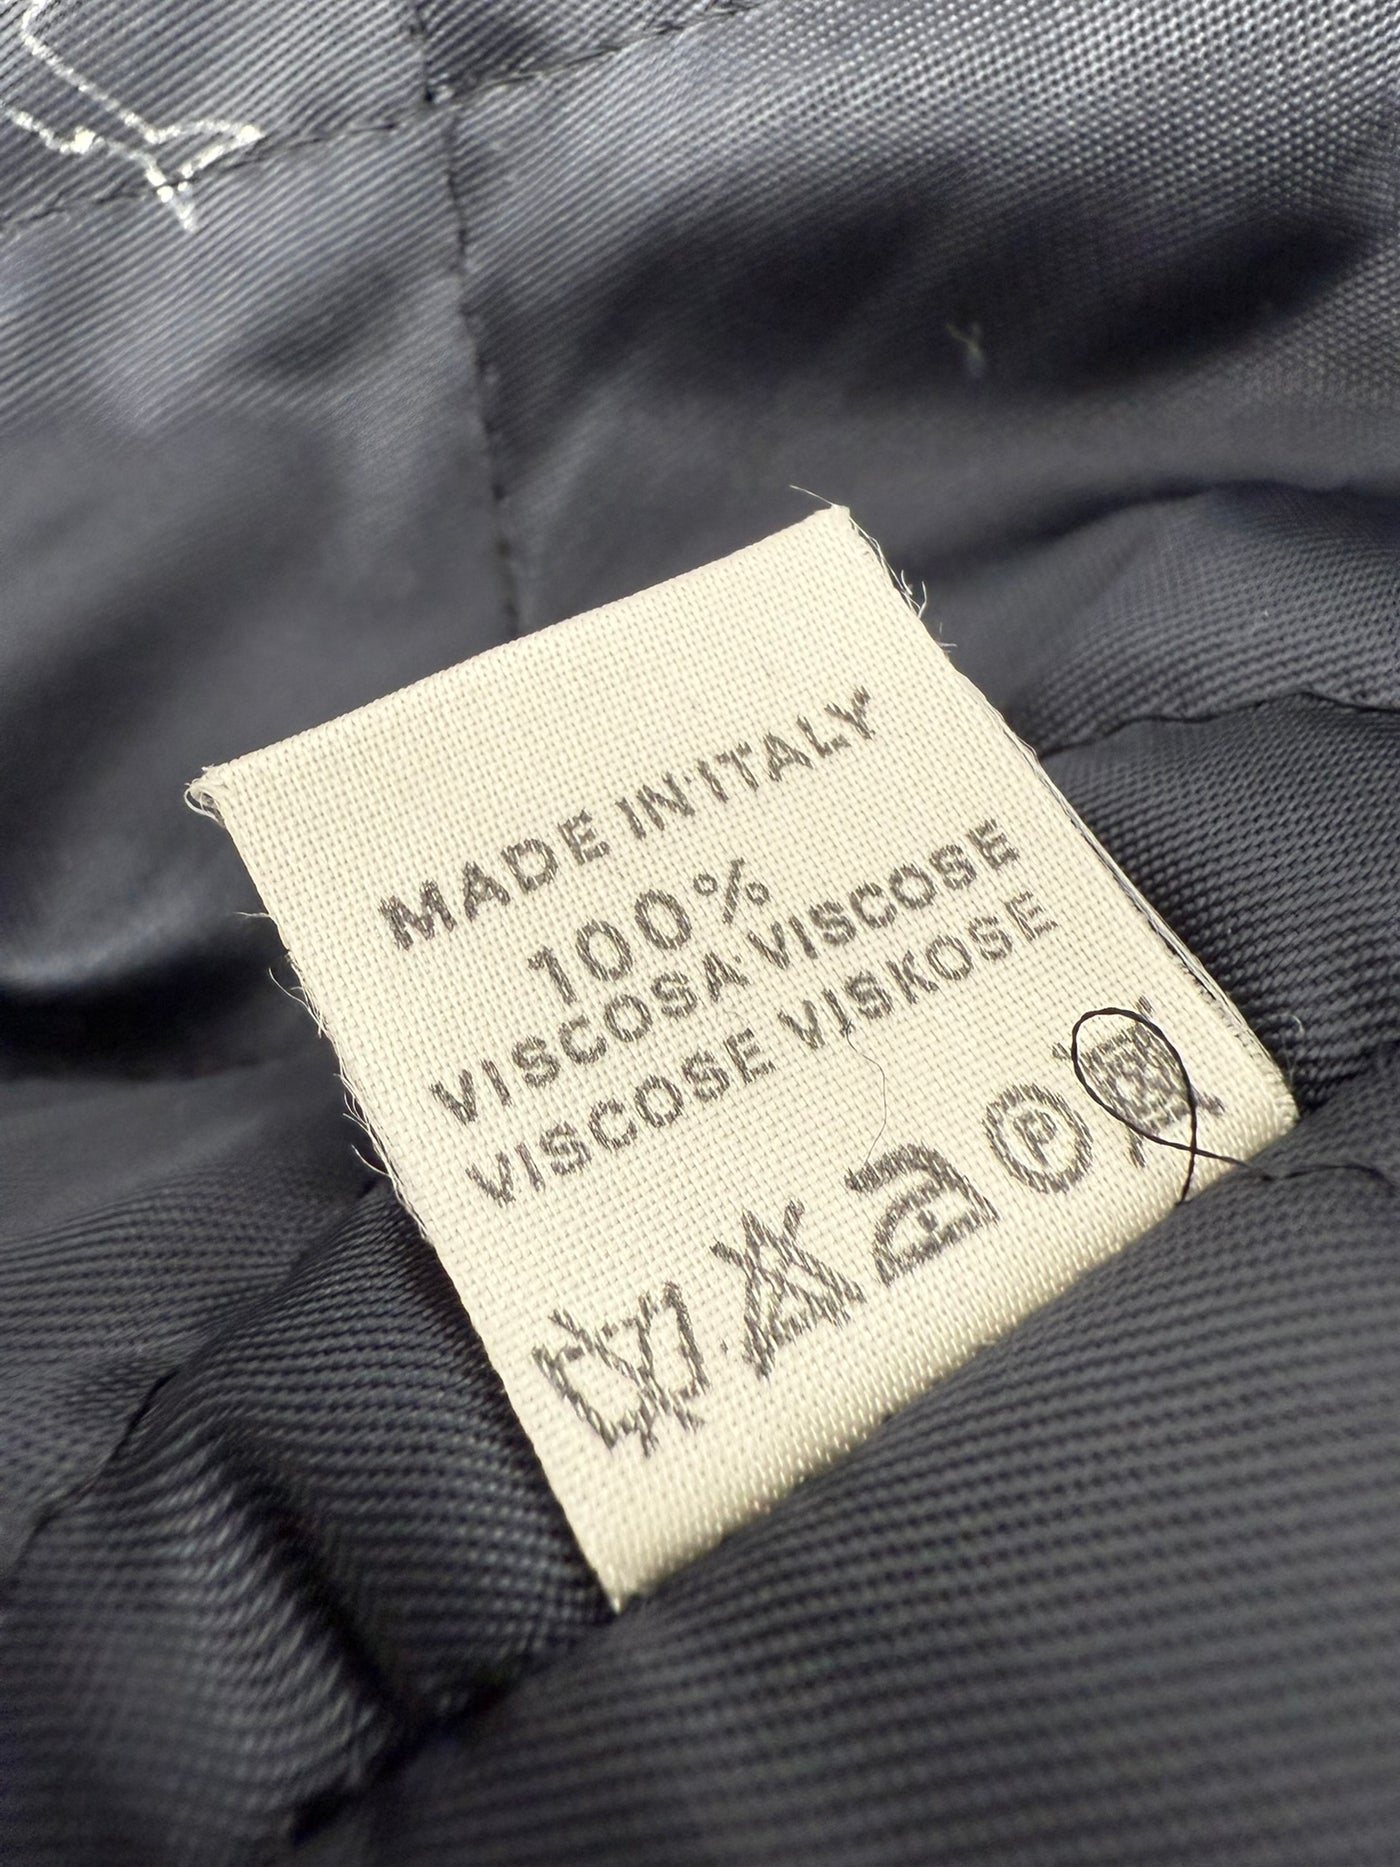 MADE IN ITALY
100%
VISCOSA VISCOSE
VISCOSE VISKOSE
P